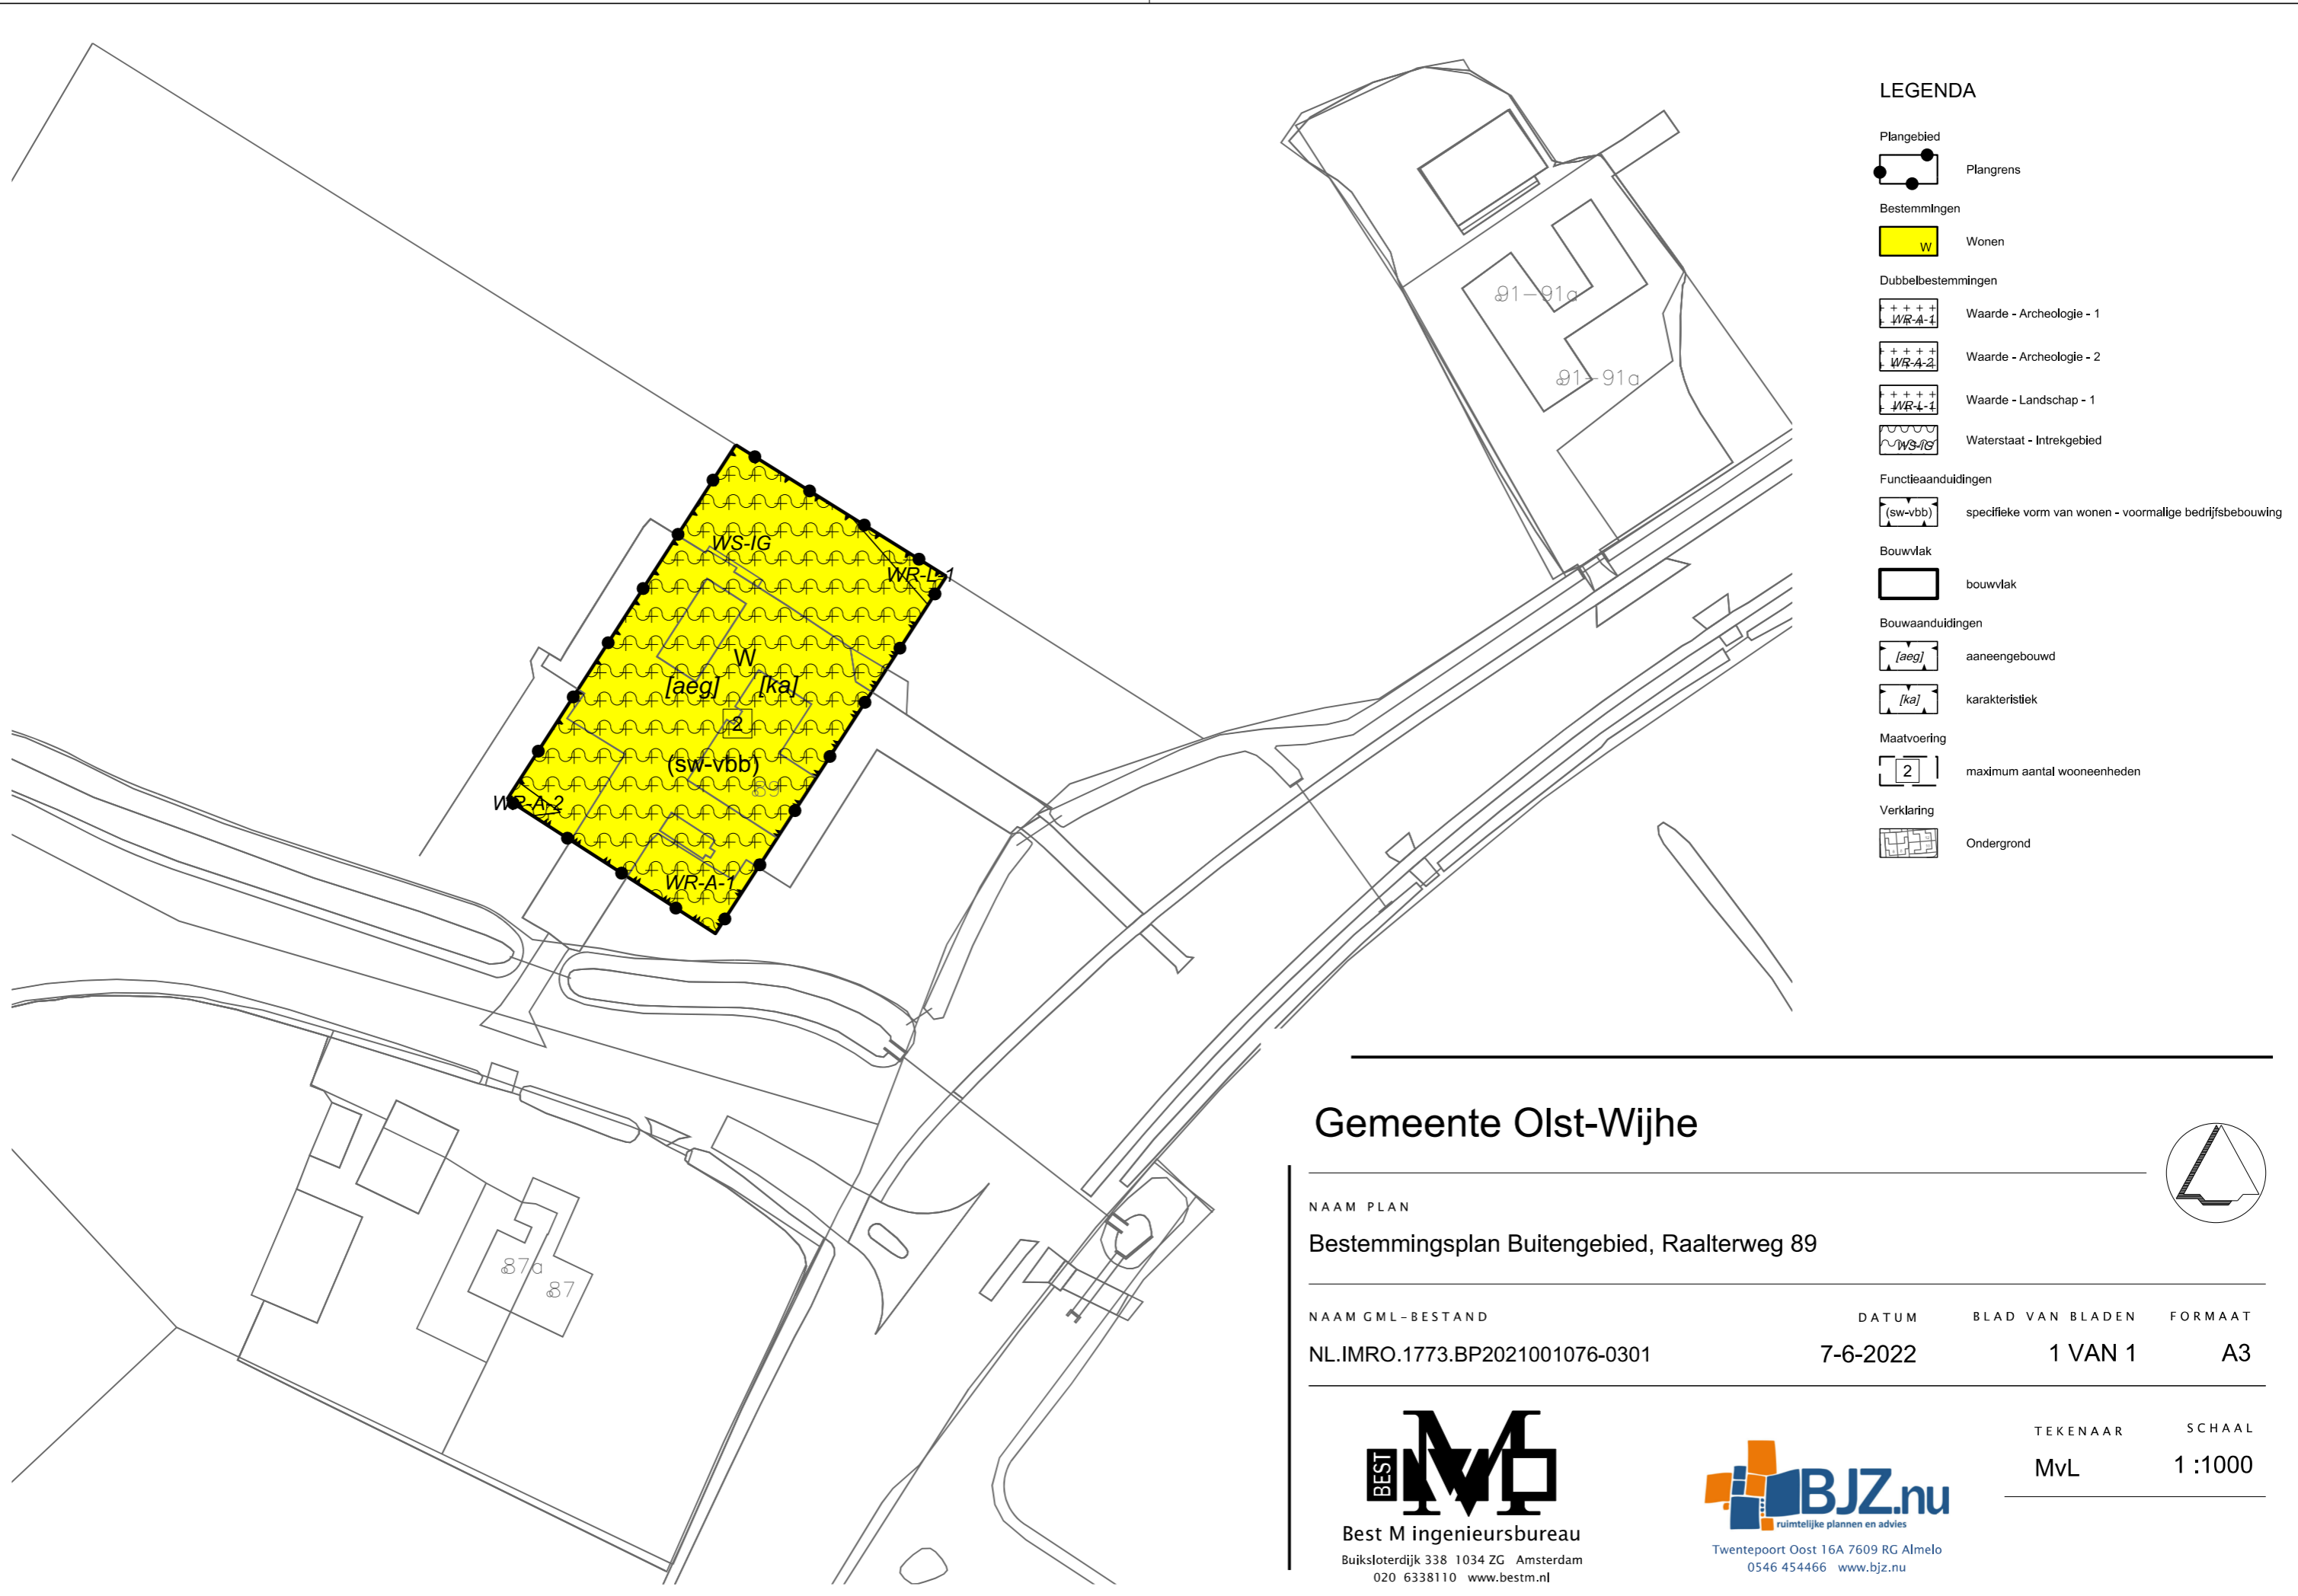 LEGENDA
Plangebied
Plangrens
Bestemmingen
W
Wonen
Dubbelbestemmingen
WR-A-1
Waarde - Archeologie - 1
WR-A-2
Waarde - Archeologie - 2
WR-L-1
Waarde - Landschap - 1
WS-IG
Waterstaat - Intrekgebied
Functieaanduidingen
(sw-vbb)
specifieke vorm van wonen - voormalige bedrijfsbebouwing
Bouwvlak
bouwvlak
Bouwaanduidingen
[aeg]
aaneengebouwd
[ka]
karakteristiek
Maatvoering
2
maximum aantal wooneenheden
Verklaring
Ondergrond
91-91a
91-91a
WS-IG
WR-L-1
W
[aeg] [ka]
2
(sw-vbb)
89
WR-A-2
WR-A-1
87a
87
Gemeente Olst-Wijhe
NAAM PLAN
Bestemmingsplan Buitengebied, Raalterweg 89
NAAM GML-BESTAND DATUM BLAD VAN BLADEN FORMAAT
NL.IMRO.1773.BP2021001076-0301 7-6-2022 1 VAN 1 A3
TEKENAAR SCHAAL
MvL 1 :1000
BEST M
Best M ingenieursbureau
Buiksloterdijk 338 1034 ZG Amsterdam
020 6338110 www.bestm.nl
BJZ.nu
ruimtelijke plannen en advies
Twentepoort Oost 16A 7609 RG Almelo
0546 454466 www.bjz.nu